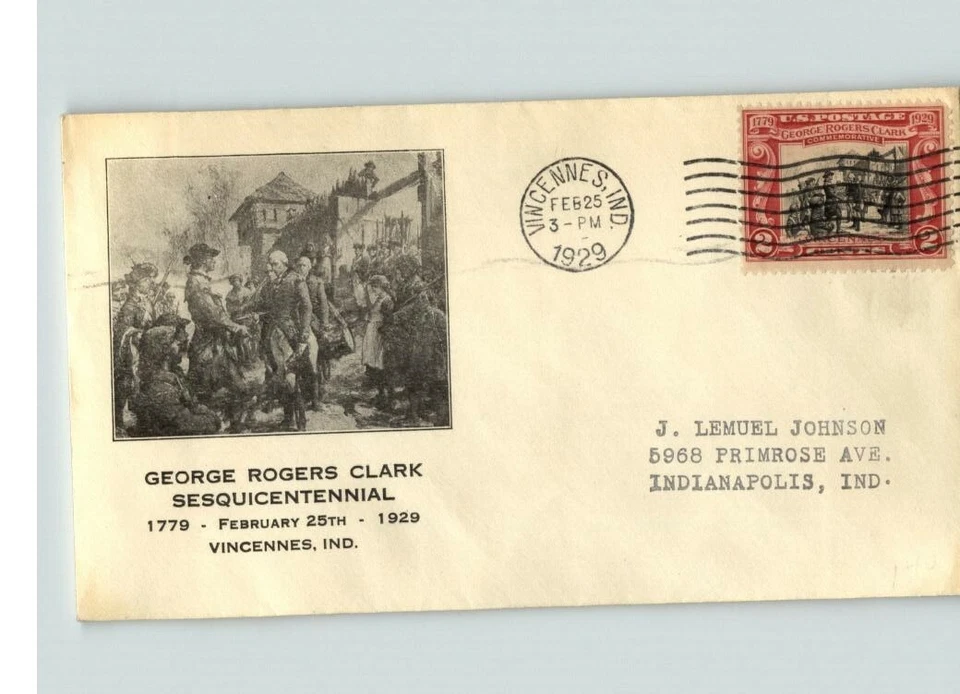 1779 U.S. POSTAGE 1929
GEORGE ROGERS CLARK
COMMEMORATIVE
2 CENTS 2
VINCENNES, IND.
FEB 25
3 - PM
1929
GEORGE ROGERS CLARK
SESQUICENTENNIAL
1779 - FEBRUARY 25TH - 1929
VINCENNES, IND.
J. LEMUEL JOHNSON
5968 PRIMROSE AVE.
INDIANAPOLIS, IND.